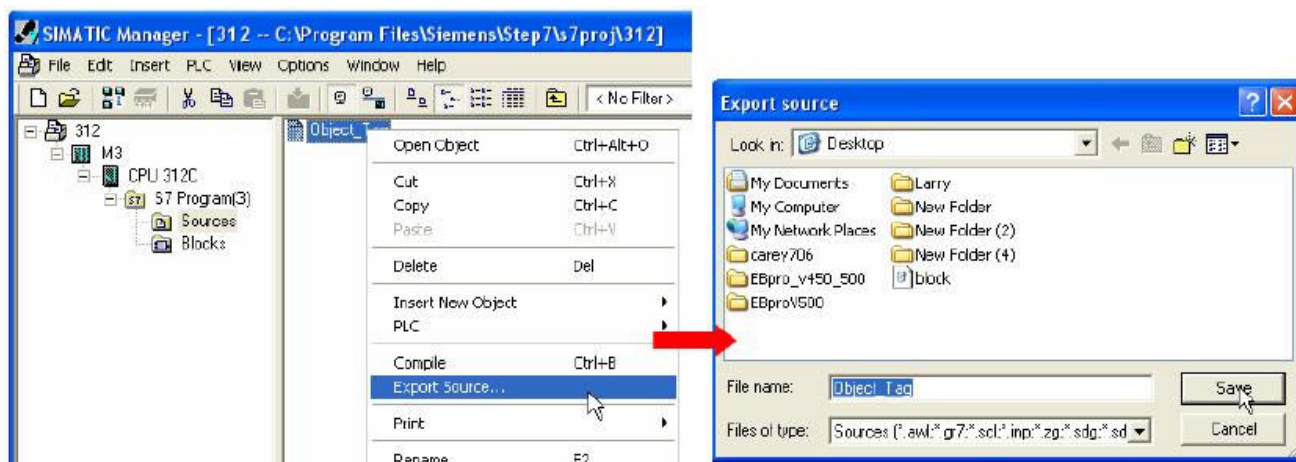 SIMATIC Manager - [312 -- C:\Program Files\Siemens\Step7\s7proj\312]
File Edit Insert PLC View Options Window Help
< No Filter >
312
M3
CPU 312C
S7 Program(3)
Sources
Blocks
Object_Tag
Open Object Ctrl+Alt+O
Cut Ctrl+X
Copy Ctrl+C
Paste Ctrl+V
Delete Del
Insert New Object
PLC
Compile Ctrl+B
Export Source...
Print
Rename F2
Export source
Look in: Desktop
My Documents
My Computer
My Network Places
carey706
EBpro_v450_500
EBproV500
Larry
New Folder
New Folder (2)
New Folder (4)
block
File name: Object_Tag
Save
Files of type: Sources (*.awl;*.gr7;*.scl;*.inp;*.zg;*.sdg;*.sd
Cancel